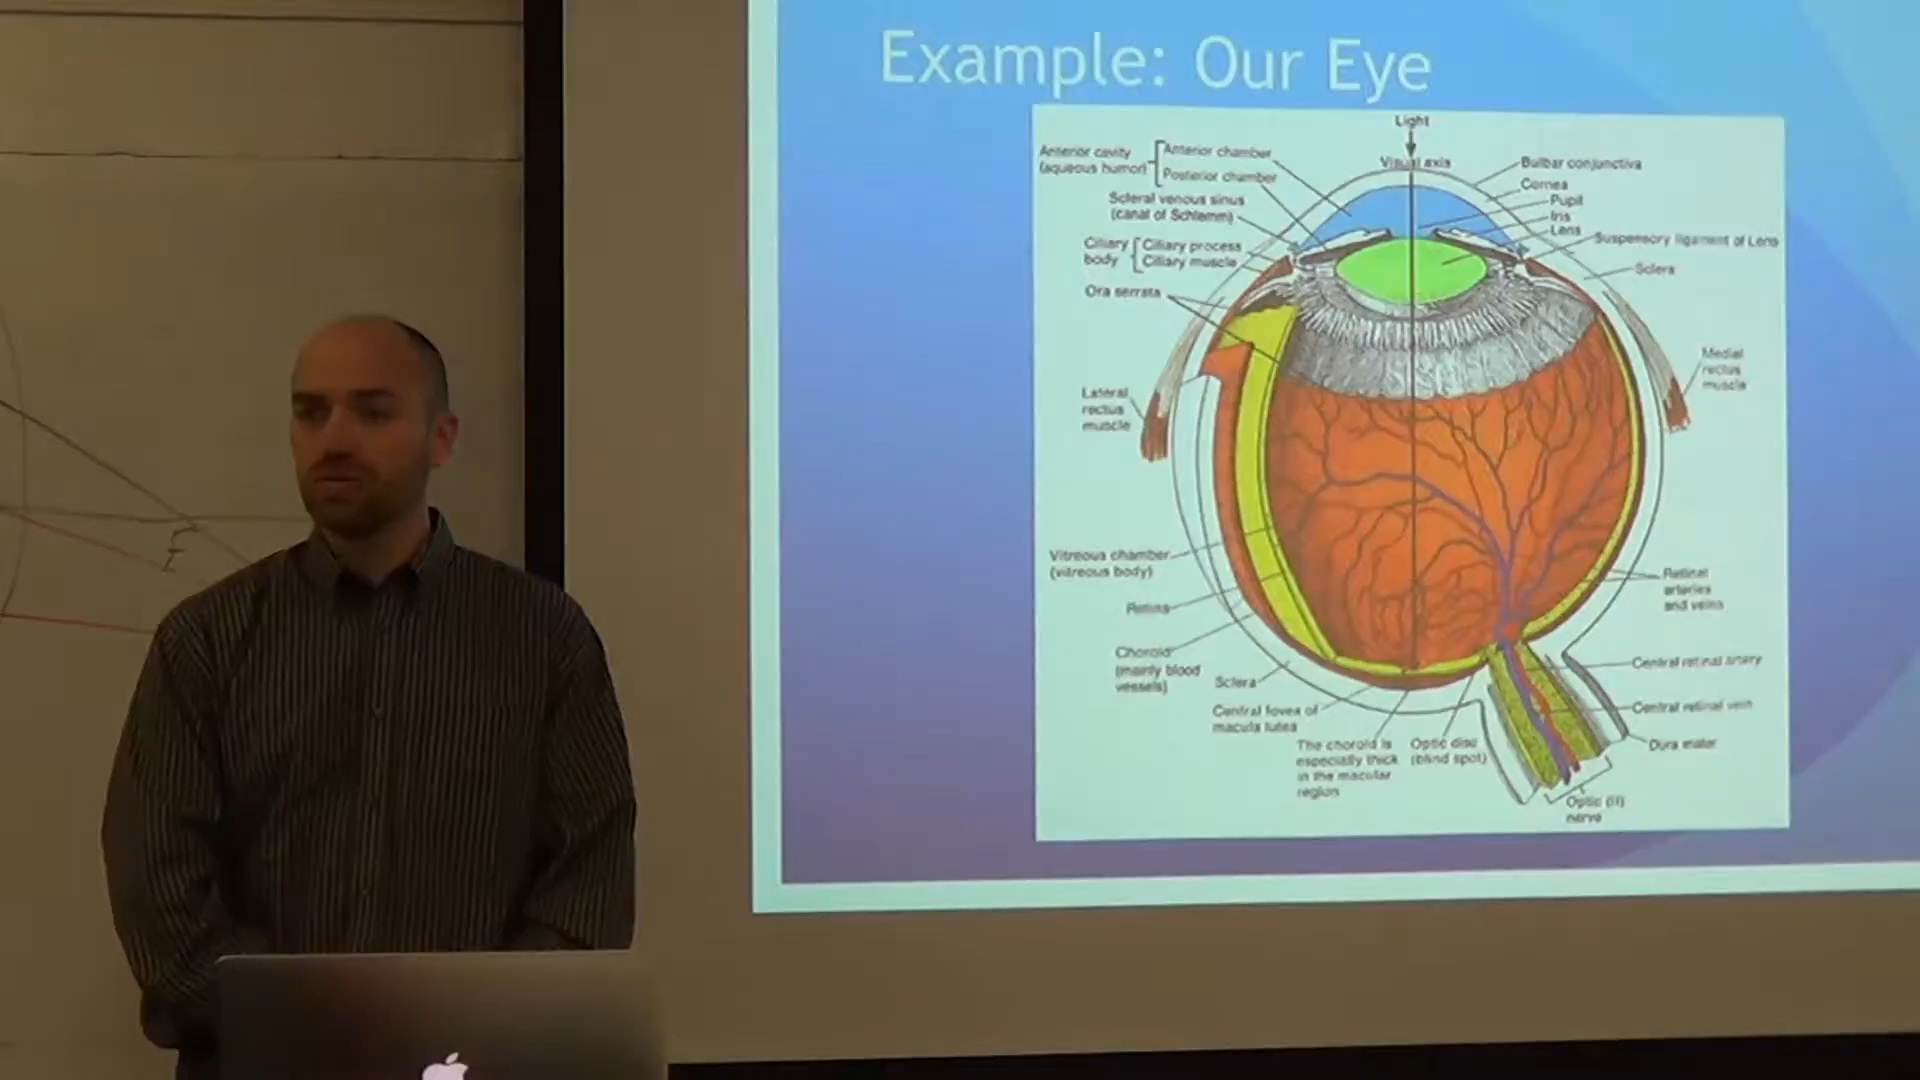 Example: Our Eye
Light
Visual axis
Anterior cavity
(aqueous humor)
Anterior chamber
Posterior chamber
Scleral venous sinus
(canal of Schlemm)
Ciliary
body
Ciliary process
Ciliary muscle
Ora serrata
Lateral
rectus
muscle
Vitreous chamber
(vitreous body)
Retina
Choroid
(mainly blood
vessels)
Sclera
Central fovea of
macula lutea
The choroid is
especially thick
in the macular
region
Optic disc
(blind spot)
Bulbar conjunctiva
Cornea
Pupil
Iris
Lens
Suspensory ligament of Lens
Sclera
Medial
rectus
muscle
Retinal
arteries
and veins
Central retinal artery
Central retinal vein
Dura mater
Optic (II)
nerve